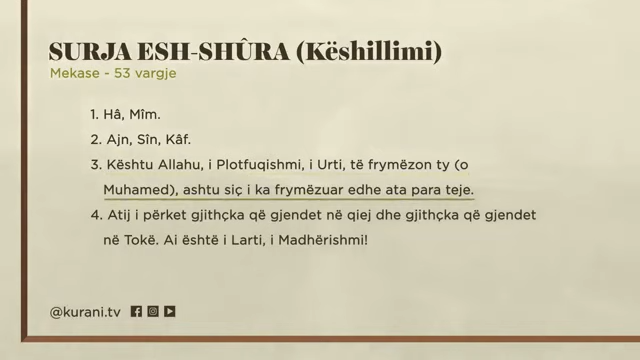 SURJA ESH-SHÛRA (Këshillimi)
Mekase - 53 vargje
1. Hâ, Mîm.
2. Ajn, Sîn, Kâf.
3. Kështu Allahu, i Plotfuqishmi, i Urti, të frymëzon ty (o
Muhamed), ashtu siç i ka frymëzuar edhe ata para teje.
4. Atij i përket gjithçka që gjendet në qiej dhe gjithçka që gjendet
në Tokë. Ai është i Larti, i Madhërishmi!
@kurani.tv